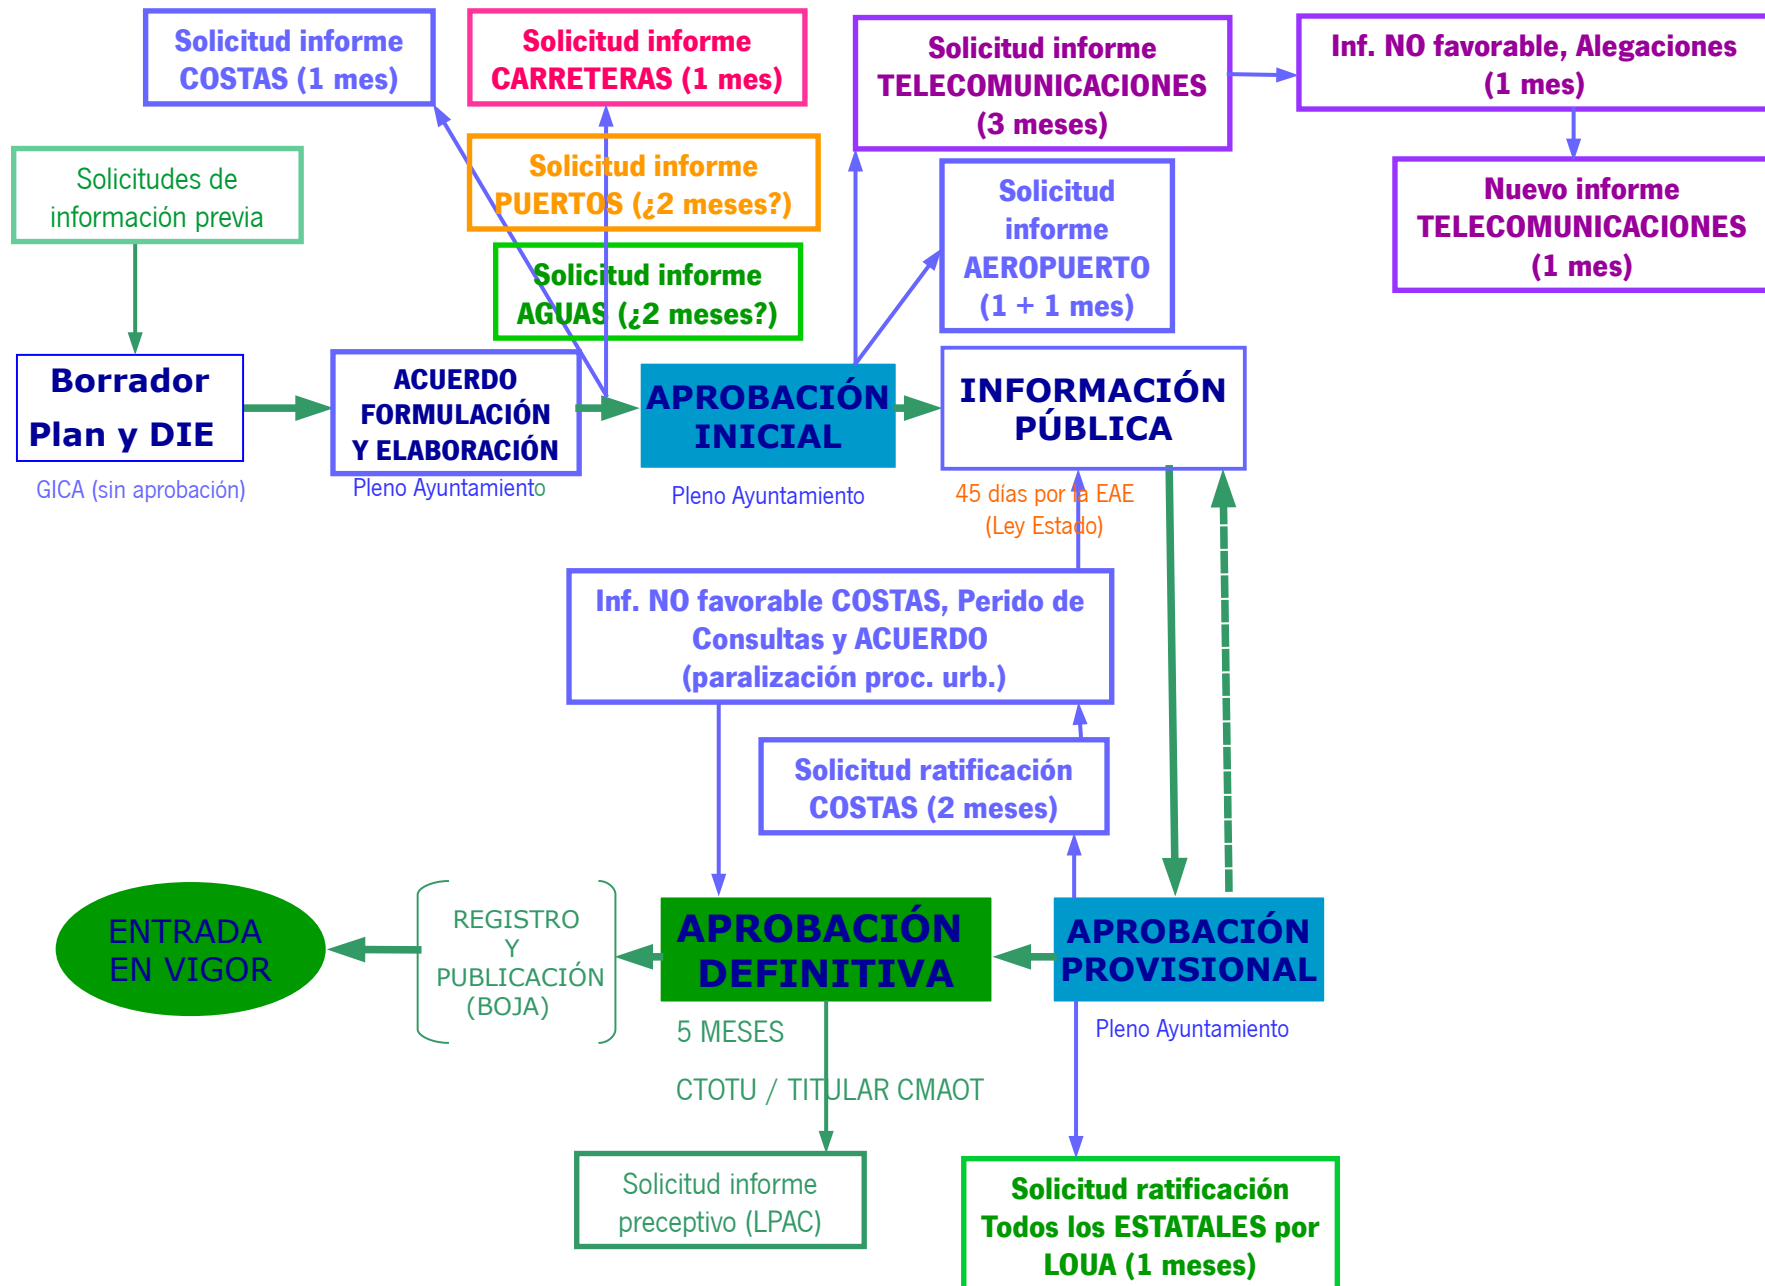 Solicitud informe
COSTAS (1 mes)
Solicitud informe
CARRETERAS (1 mes)
Solicitud informe
TELECOMUNICACIONES
(3 meses)
Inf. NO favorable, Alegaciones
(1 mes)
Solicitudes de
información previa
Solicitud informe
PUERTOS (¿2 meses?)
Solicitud
informe
AEROPUERTO
(1 + 1 mes)
Nuevo informe
TELECOMUNICACIONES
(1 mes)
Solicitud informe
AGUAS (¿2 meses?)
Borrador
Plan y DIE
GICA (sin aprobación)
ACUERDO
FORMULACIÓN
Y ELABORACIÓN
Pleno Ayuntamiento
APROBACIÓN
INICIAL
Pleno Ayuntamiento
INFORMACIÓN
PÚBLICA
45 días por la EAE
(Ley Estado)
Inf. NO favorable COSTAS, Perido de
Consultas y ACUERDO
(paralización proc. urb.)
Solicitud ratificación
COSTAS (2 meses)
ENTRADA
EN VIGOR
REGISTRO
Y
PUBLICACIÓN
(BOJA)
APROBACIÓN
DEFINITIVA
5 MESES
CTOTU / TITULAR CMAOT
APROBACIÓN
PROVISIONAL
Pleno Ayuntamiento
Solicitud informe
preceptivo (LPAC)
Solicitud ratificación
Todos los ESTATALES por
LOUA (1 meses)